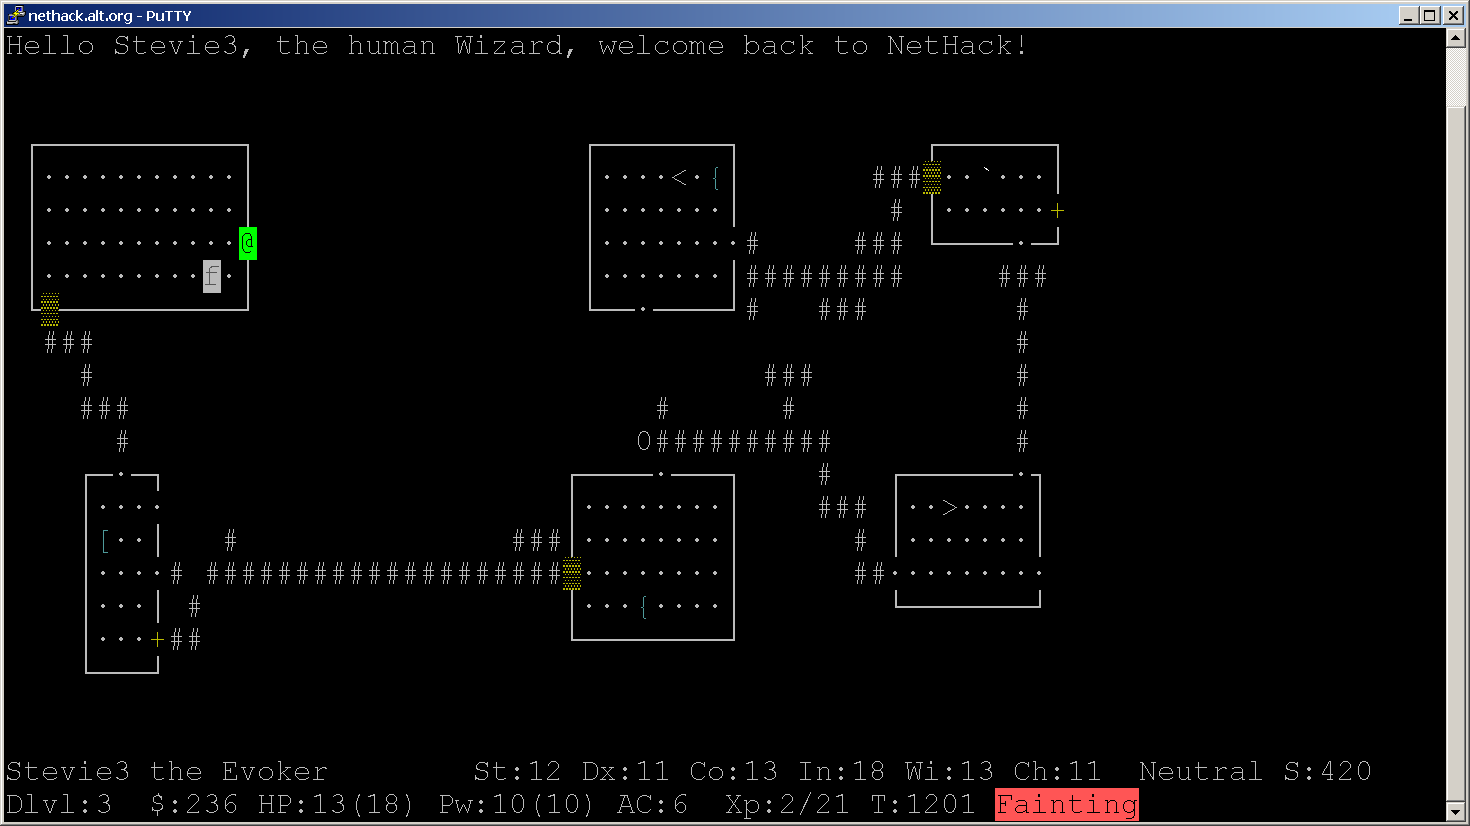 nethack.alt.org - PuTTY
Hello Stevie3, the human Wizard, welcome back to NetHack!
Stevie3 the Evoker St:12 Dx:11 Co:13 In:18 Wi:13 Ch:11 Neutral S:420
Dlvl:3 $:236 HP:13(18) Pw:10(10) AC:6 Xp:2/21 T:1201 Fainting